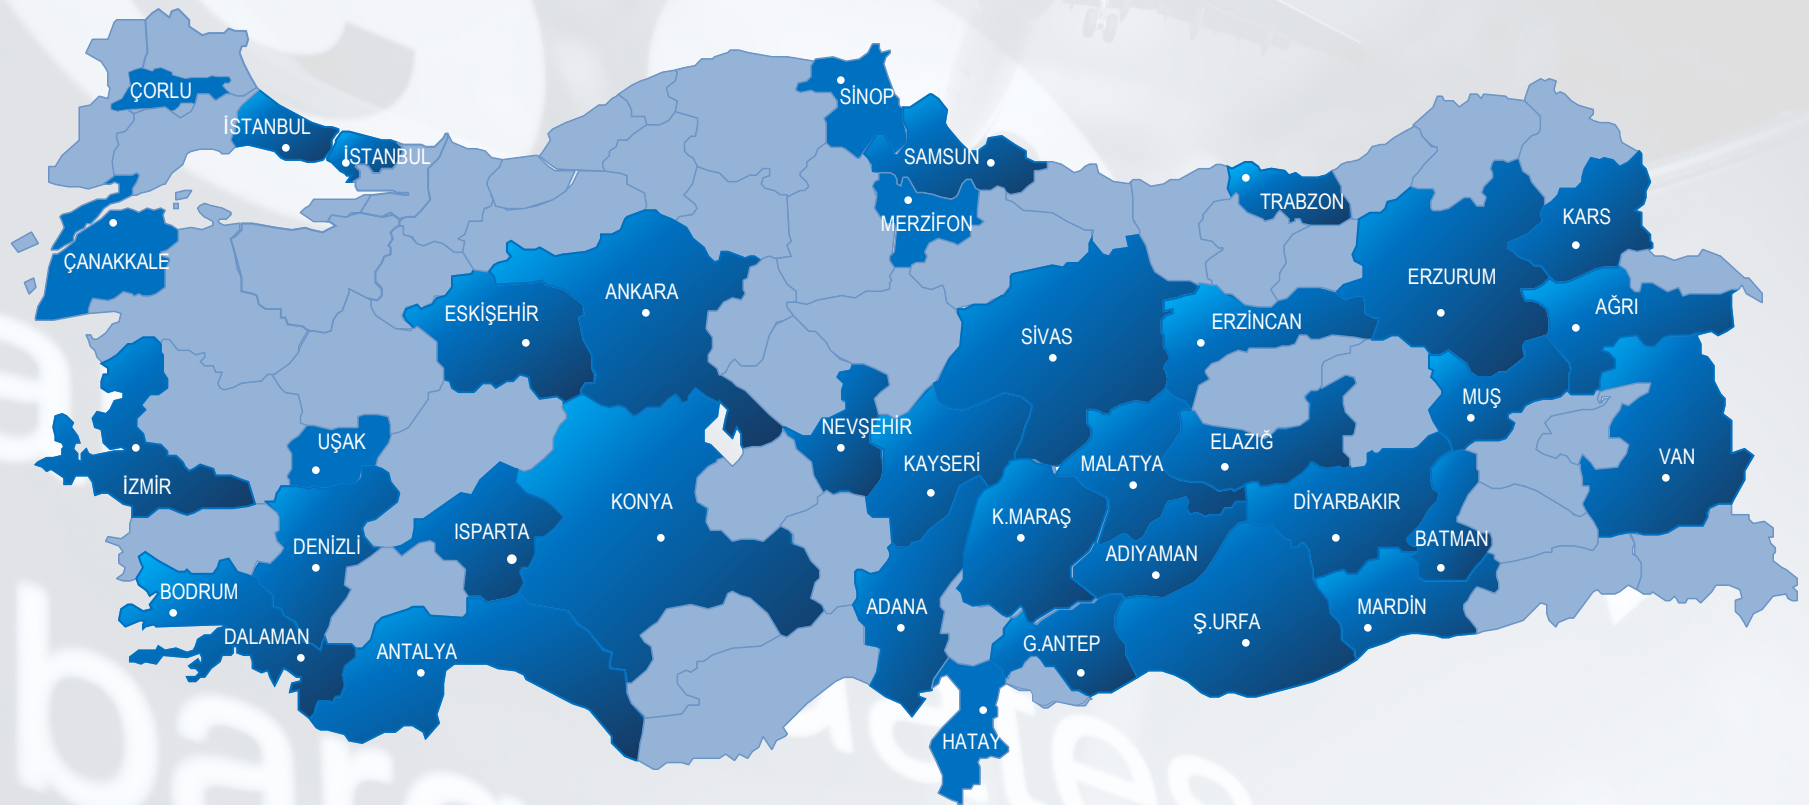 ÇORLU
SİNOP
İSTANBUL
İSTANBUL
SAMSUN
TRABZON
KARS
MERZİFON
ÇANAKKALE
ERZURUM
ANKARA
AĞRI
ESKİŞEHİR
ERZİNCAN
SİVAS
MUŞ
NEVŞEHİR
UŞAK
ELAZIĞ
VAN
KAYSERİ
MALATYA
İZMİR
KONYA
DİYARBAKIR
K.MARAŞ
ISPARTA
BATMAN
DENİZLİ
ADIYAMAN
BODRUM
ADANA
MARDİN
Ş.URFA
DALAMAN
G.ANTEP
ANTALYA
HATAY